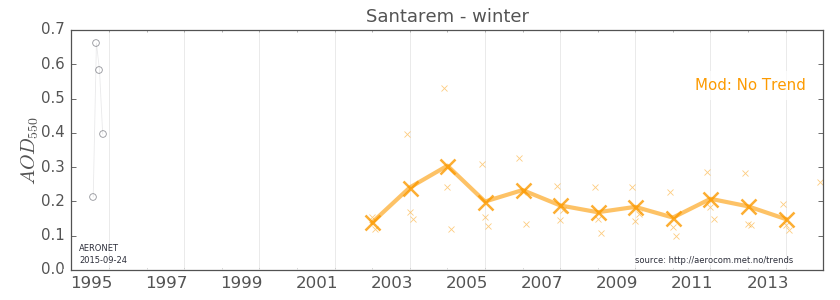 Santarem - winter
0.7
0.6
0.5
0.4
0.3
0.2
0.1
0.0
AOD550
Mod: No Trend
AERONET
2015-09-24
source: http://aerocom.met.no/trends
1995 1997 1999 2001 2003 2005 2007 2009 2011 2013